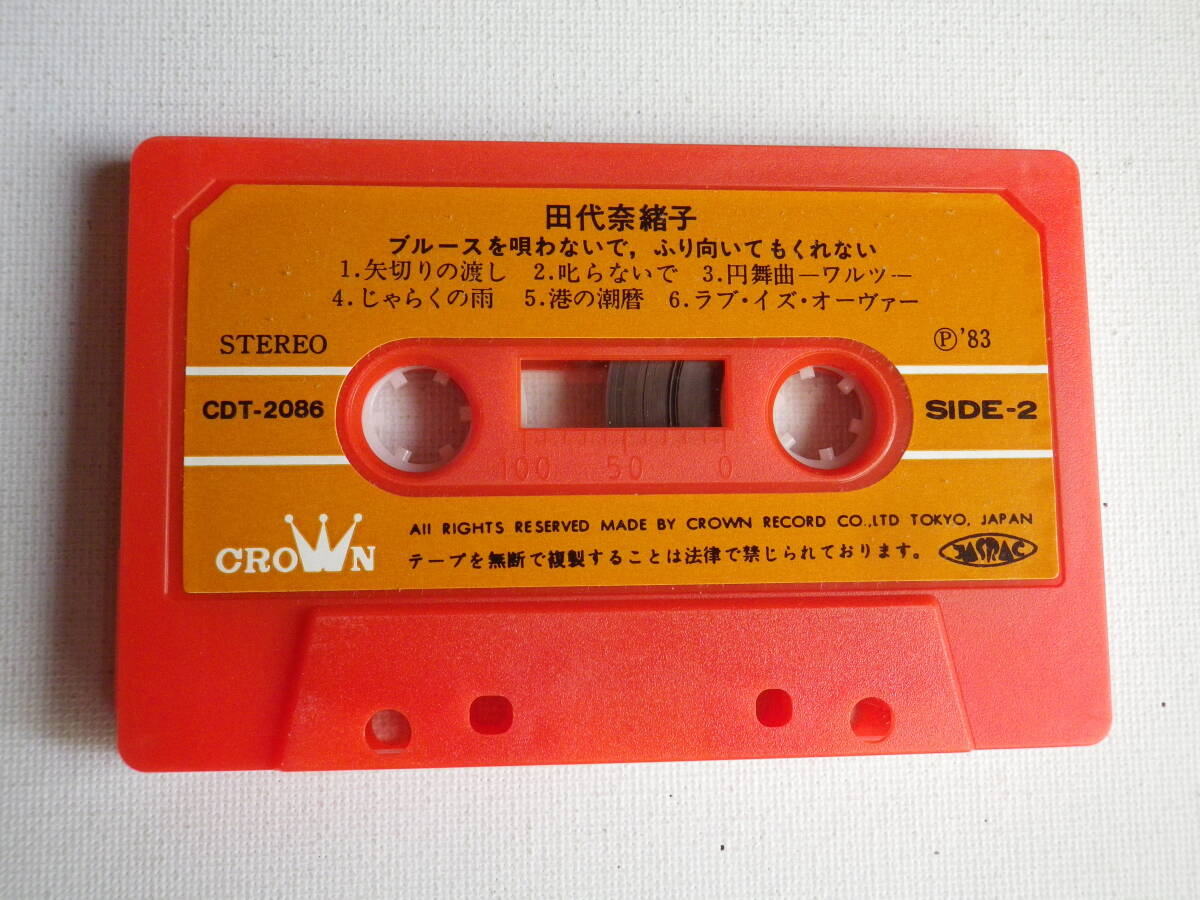 田代奈緒子
ブルースを唄わないで, ふり向いてもくれない
1.矢切りの渡し 2.叱らないで 3.円舞曲―ワルツ―
4.じゃらくの雨 5.港の潮暦 6.ラブ・イズ・オーヴァー
STEREO
Ⓟ'83
CDT-2086
SIDE-2
100 50 0
All RIGHTS RESERVED MADE BY CROWN RECORD CO.,LTD TOKYO, JAPAN
CROWN
テープを無断で複製することは法律で禁じられております。
JASRAC